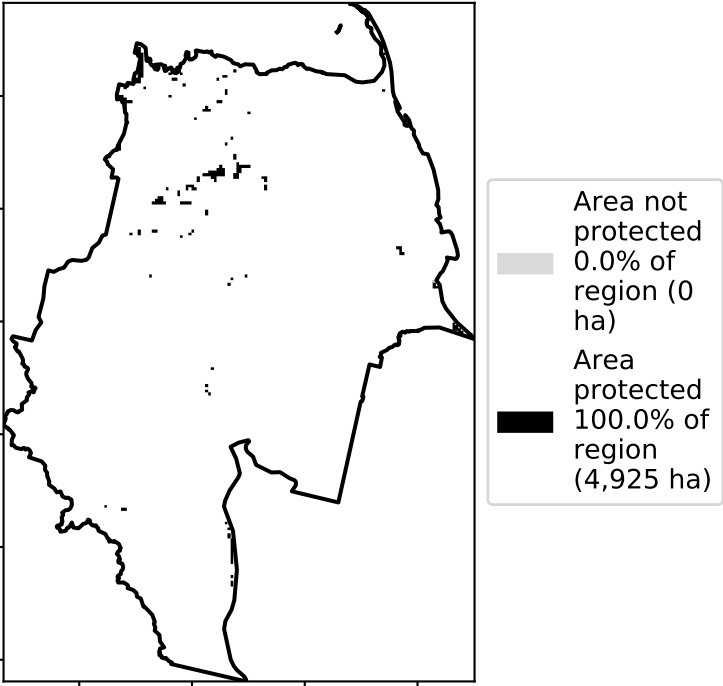 Area not
protected
0.0% of
region (0
ha)
Area
protected
100.0% of
region
(4,925 ha)